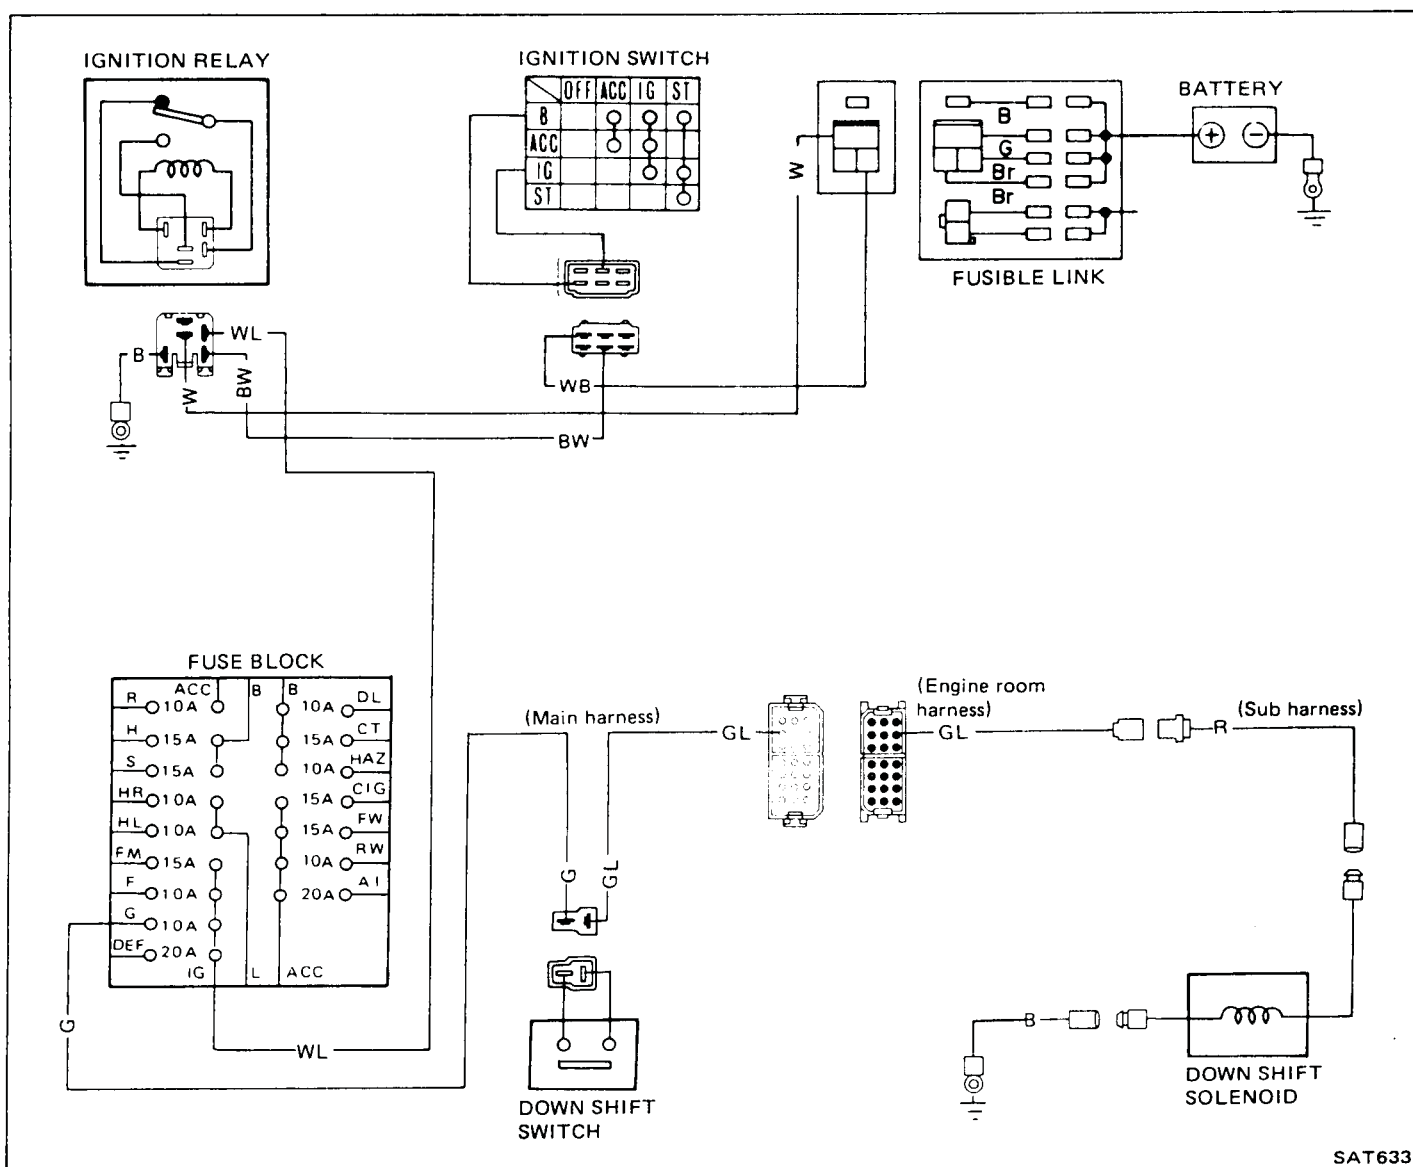 IGNITION RELAY
IGNITION SWITCH
OFF ACC IG ST
B
ACC
IG
ST
W
B
G
Br
Br
FUSIBLE LINK
BATTERY
+ −
B
WL
W
BW
WB
BW
FUSE BLOCK
ACC B B
R 10A 10A DL
H 15A 15A CT
S 15A 10A HAZ
HR 10A 15A CIG
HL 10A 15A FW
FM 15A 10A RW
F 10A 20A AI
G 10A
DEF 20A
IG L ACC
G
WL
(Main harness)
G
GL
GL
(Engine room
harness)
GL
(Sub harness)
R
DOWN SHIFT
SWITCH
B
DOWN SHIFT
SOLENOID
SAT633